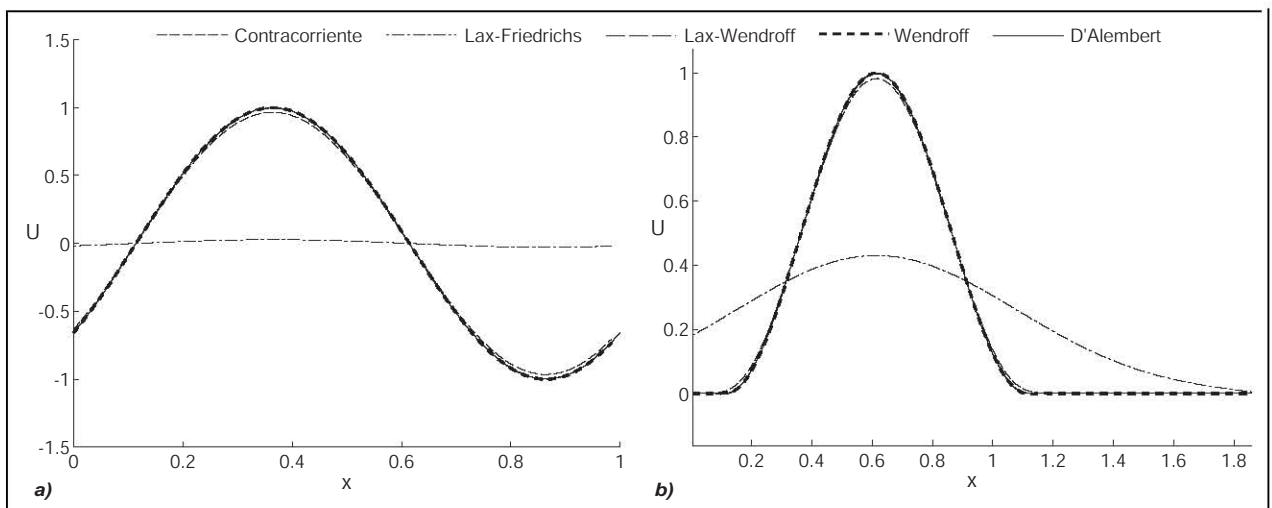 Contracorriente Lax-Friedrichs Lax-Wendroff Wendroff D'Alembert
1.5
1
0.5
0
-0.5
-1
-1.5
U
0 0.2 0.4 0.6 0.8 1
x
a)
1
0.8
0.6
0.4
0.2
0
U
0.2 0.4 0.6 0.8 1 1.2 1.4 1.6 1.8
x
b)